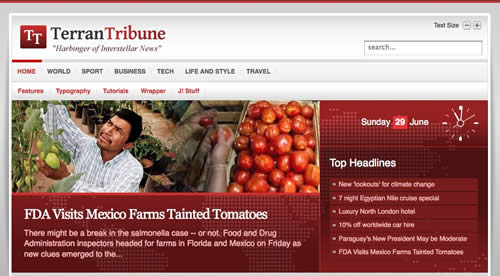 Text Size
TT
TerranTribune
"Harbinger of Interstellar News"
search...
HOME WORLD SPORT BUSINESS TECH LIFE AND STYLE TRAVEL
Features Typography Tutorials Wrapper J! Stuff
Sunday 29 June
Top Headlines
» New 'lookouts' for climate change
» 7 night Egyptian Nile cruise special
» Luxury North London hotel
» 10% off worldwide car hire
» Paraguay's New President May be Moderate
» FDA Visits Mexico Farms Tainted Tomatoes
FDA Visits Mexico Farms Tainted Tomatoes
There might be a break in the salmonella case -- or not. Food and Drug
Administration inspectors headed for farms in Florida and Mexico on Friday as
new clues emerged to the...